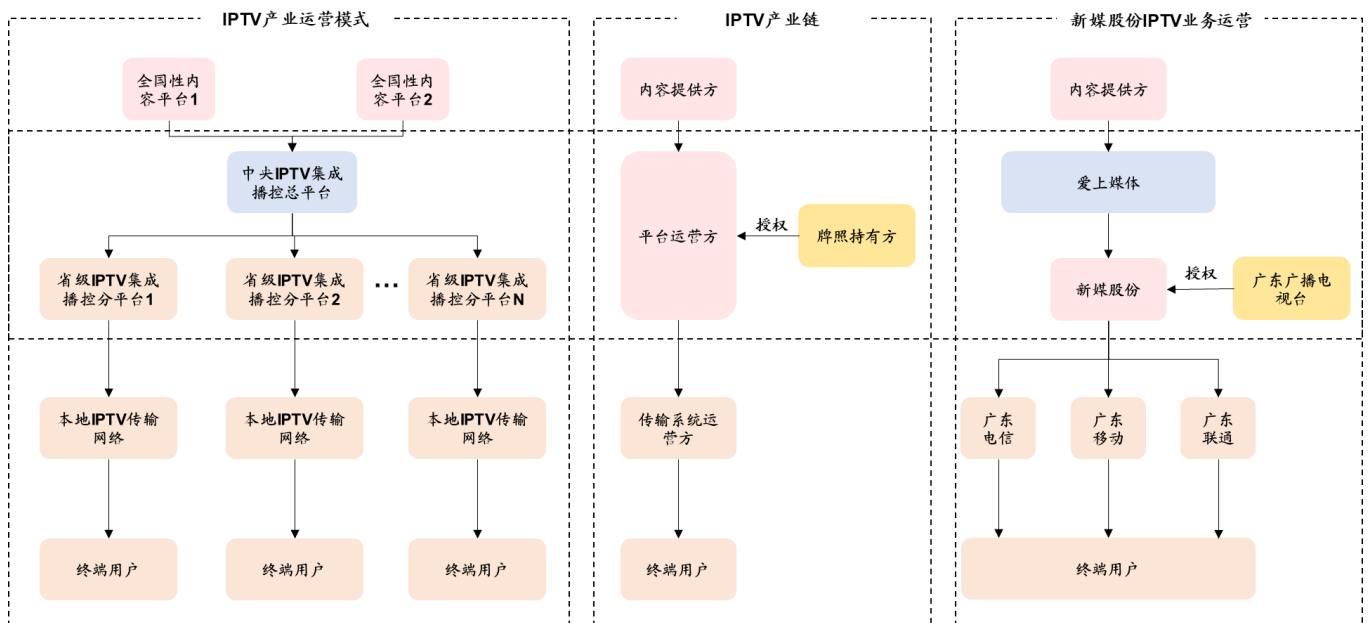 IPTV产业运营模式
全国性内
容平台1
全国性内
容平台2
中央IPTV集成
播控总平台
省级IPTV集成
播控分平台1
省级IPTV集成
播控分平台2
...
省级IPTV集成
播控分平台N
本地IPTV传输
网络
本地IPTV传输
网络
本地IPTV传输
网络
终端用户
终端用户
终端用户
IPTV产业链
内容提供方
平台运营方
授权
牌照持有方
传输系统运
营方
终端用户
新媒股份IPTV业务运营
内容提供方
爱上媒体
新媒股份
授权
广东广播电
视台
广东
电信
广东
移动
广东
联通
终端用户